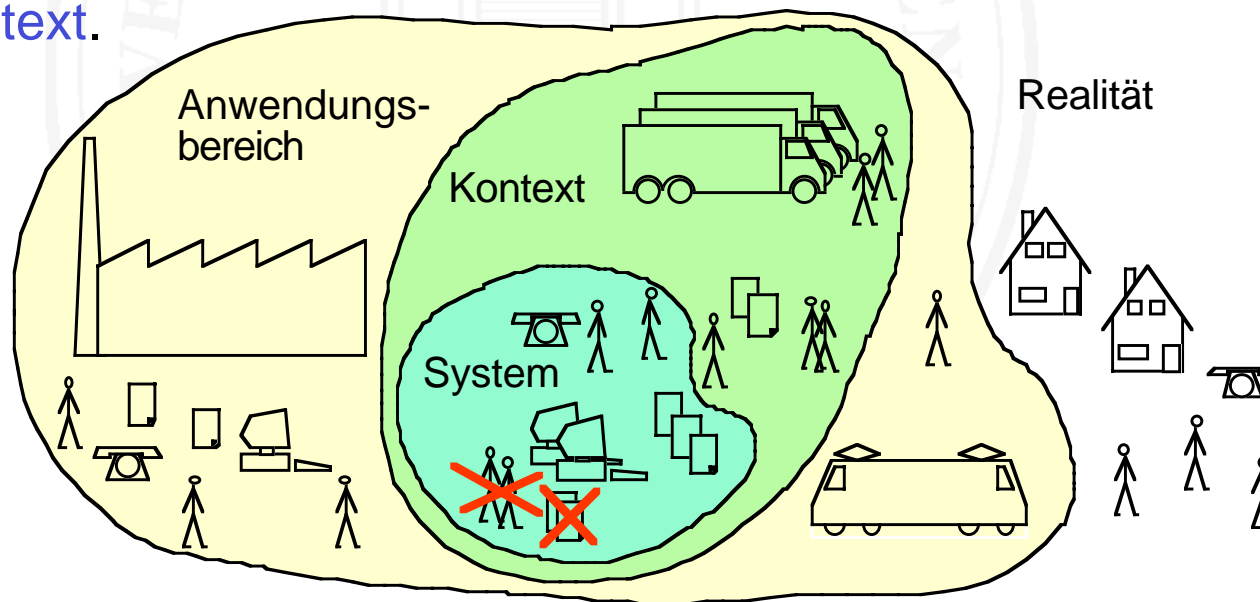 text.
Anwendungs-
bereich
Realität
Kontext
System